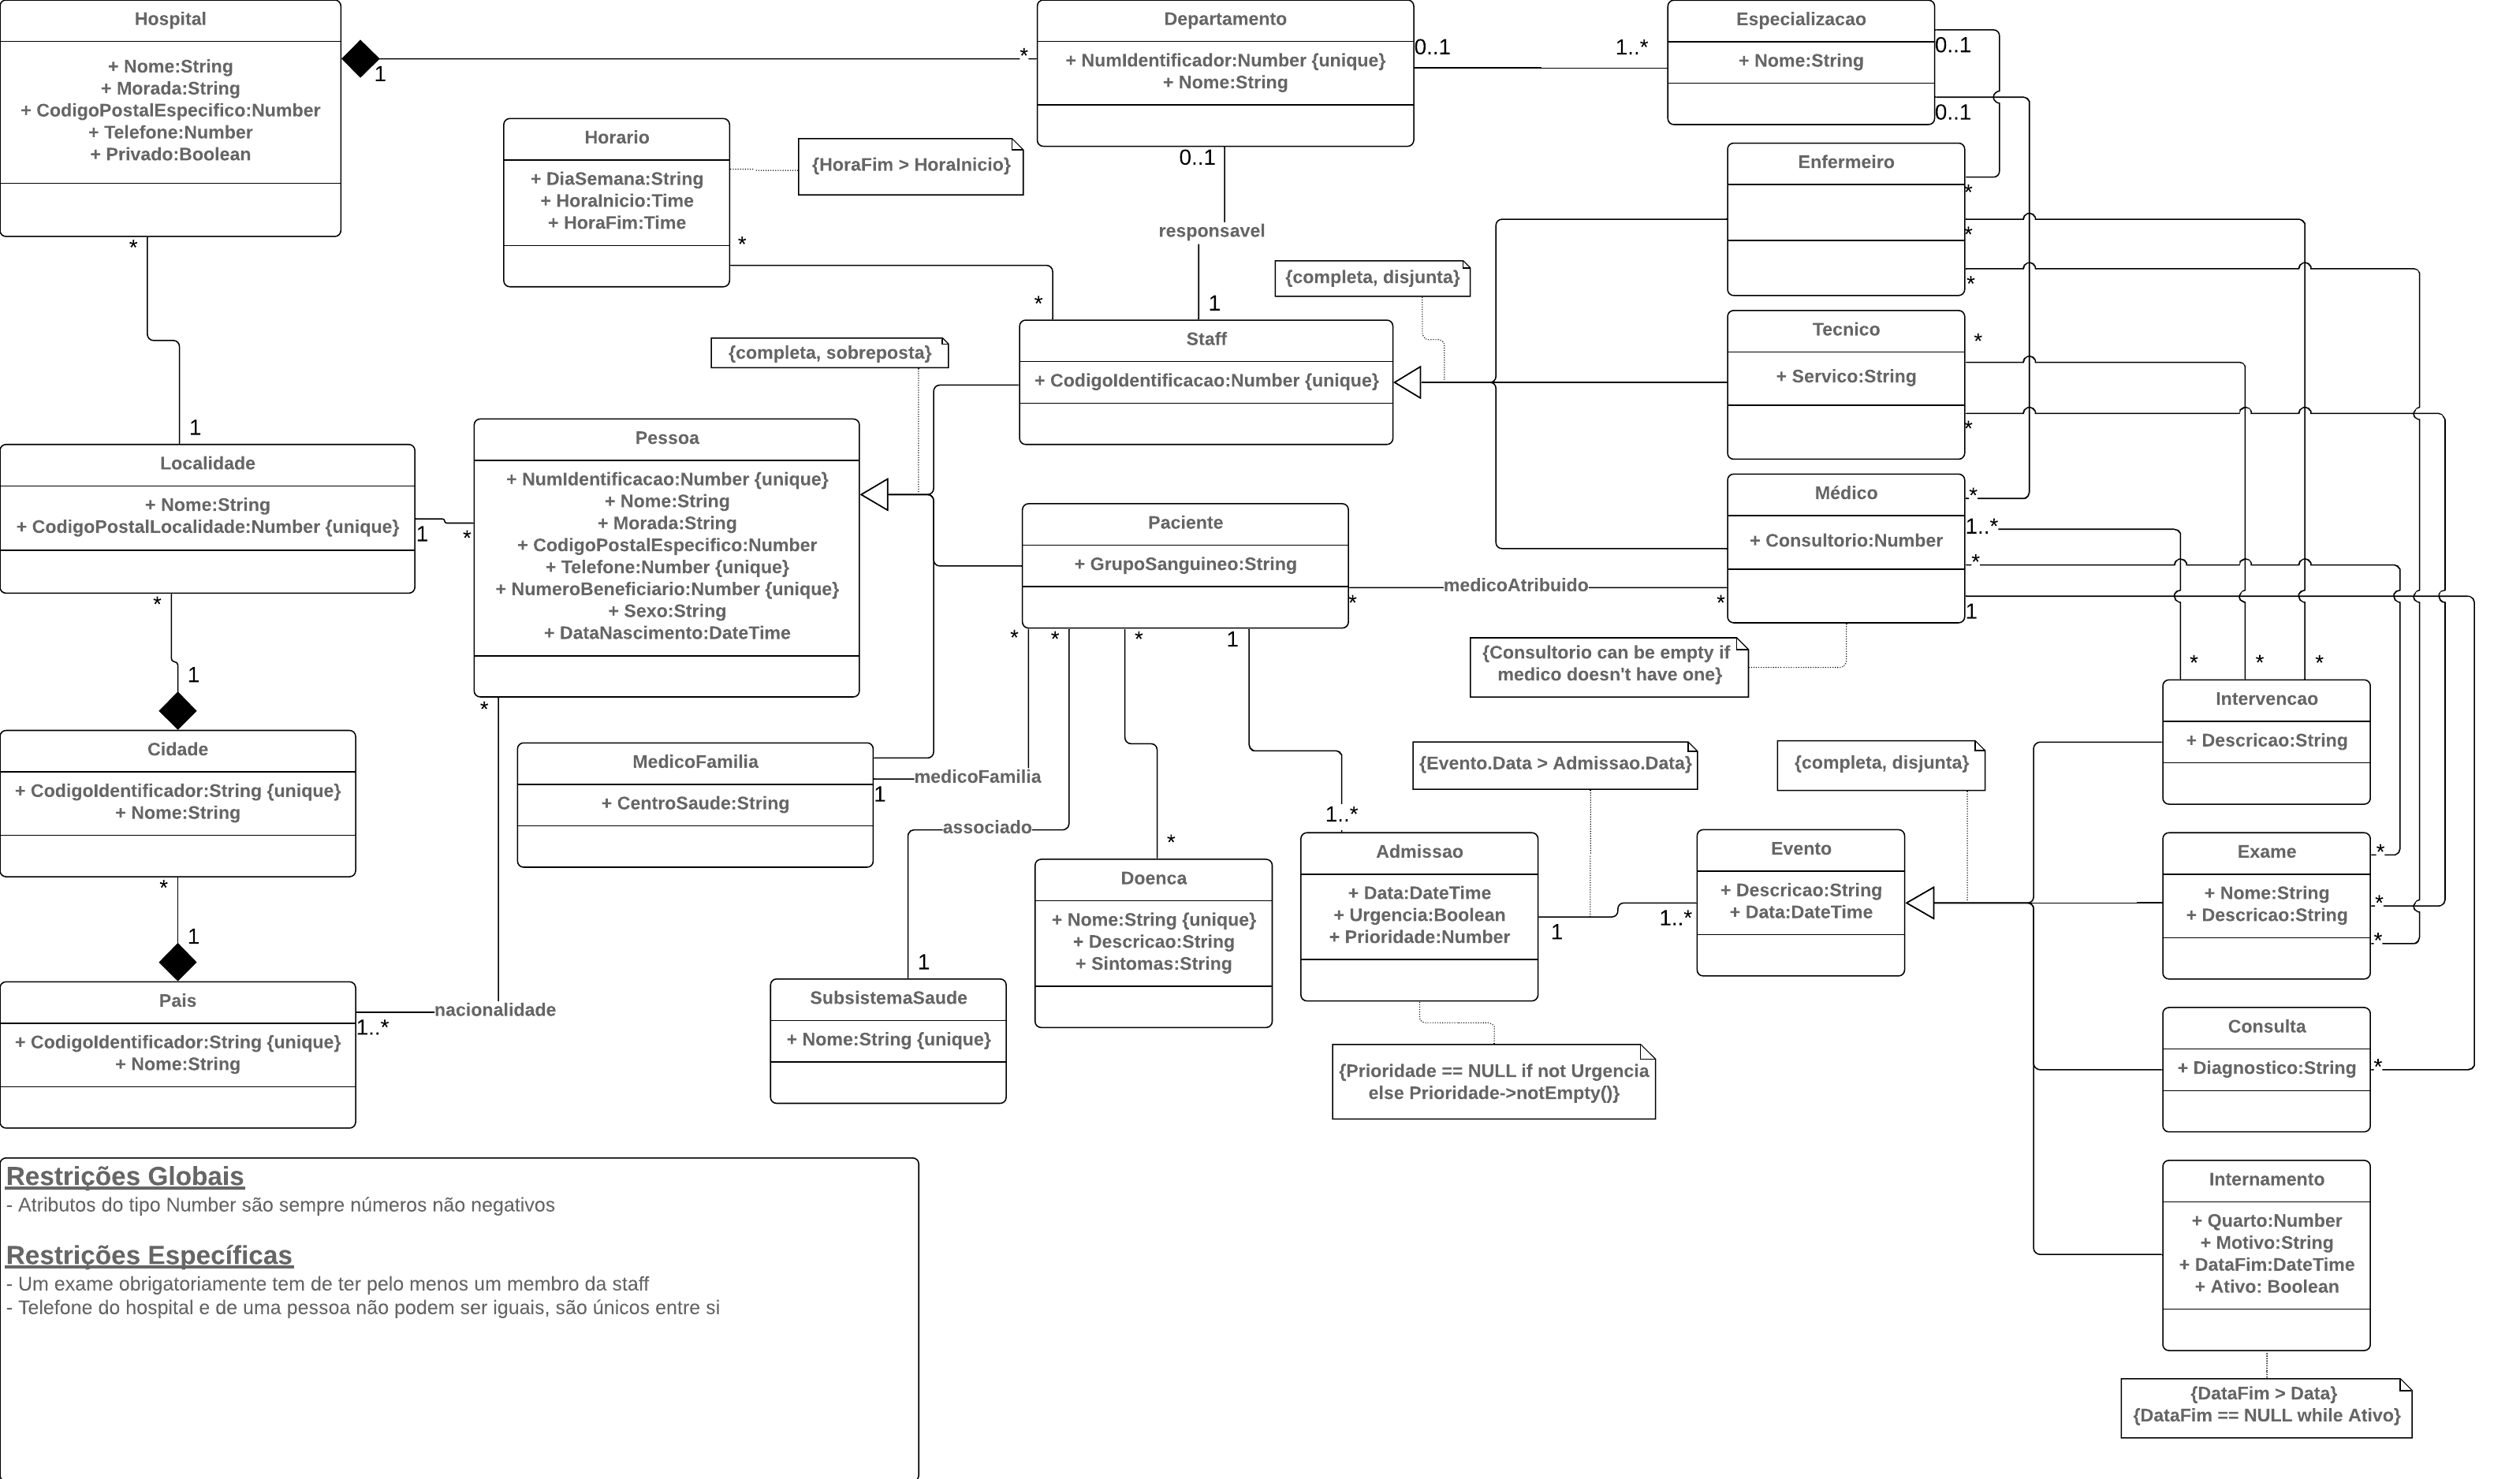 Hospital
+ Nome:String
+ Morada:String
+ CodigoPostalEspecifico:Number
+ Telefone:Number
+ Privado:Boolean
1
*
Departamento
+ NumIdentificador:Number {unique}
+ Nome:String
0..1
1..*
Especializacao
+ Nome:String
0..1
0..1
Horario
+ DiaSemana:String
+ HoraInicio:Time
+ HoraFim:Time
*
{HoraFim > HoraInicio}
0..1
responsavel
1
*
{completa, disjunta}
Enfermeiro
*
*
*
Staff
+ CodigoIdentificacao:Number {unique}
Tecnico
+ Servico:String
*
*
Médico
+ Consultorio:Number
*
1..*
*
1
{completa, sobreposta}
*
1
Localidade
+ Nome:String
+ CodigoPostalLocalidade:Number {unique}
1
*
Pessoa
+ NumIdentificacao:Number {unique}
+ Nome:String
+ Morada:String
+ CodigoPostalEspecifico:Number
+ Telefone:Number {unique}
+ NumeroBeneficiario:Number {unique}
+ Sexo:String
+ DataNascimento:DateTime
*
Paciente
+ GrupoSanguineo:String
*
medicoAtribuido
*
*
*
*
1
{Consultorio can be empty if
medico doesn't have one}
*
*
*
Intervencao
+ Descricao:String
*
1
Cidade
+ CodigoIdentificador:String {unique}
+ Nome:String
MedicoFamilia
+ CentroSaude:String
medicoFamilia
1
associado
1
{Evento.Data > Admissao.Data}
{completa, disjunta}
*
Doenca
+ Nome:String {unique}
+ Descricao:String
+ Sintomas:String
1..*
Admissao
+ Data:DateTime
+ Urgencia:Boolean
+ Prioridade:Number
1
1..*
Evento
+ Descricao:String
+ Data:DateTime
Exame
+ Nome:String
+ Descricao:String
*
*
*
*
1
Pais
+ CodigoIdentificador:String {unique}
+ Nome:String
1..*
nacionalidade
SubsistemaSaude
+ Nome:String {unique}
{Prioridade == NULL if not Urgencia
else Prioridade->notEmpty()}
Consulta
+ Diagnostico:String
*
Internamento
+ Quarto:Number
+ Motivo:String
+ DataFim:DateTime
+ Ativo: Boolean
{DataFim > Data}
{DataFim == NULL while Ativo}
Restrições Globais
- Atributos do tipo Number são sempre números não negativos
Restrições Específicas
- Um exame obrigatoriamente tem de ter pelo menos um membro da staff
- Telefone do hospital e de uma pessoa não podem ser iguais, são únicos entre si